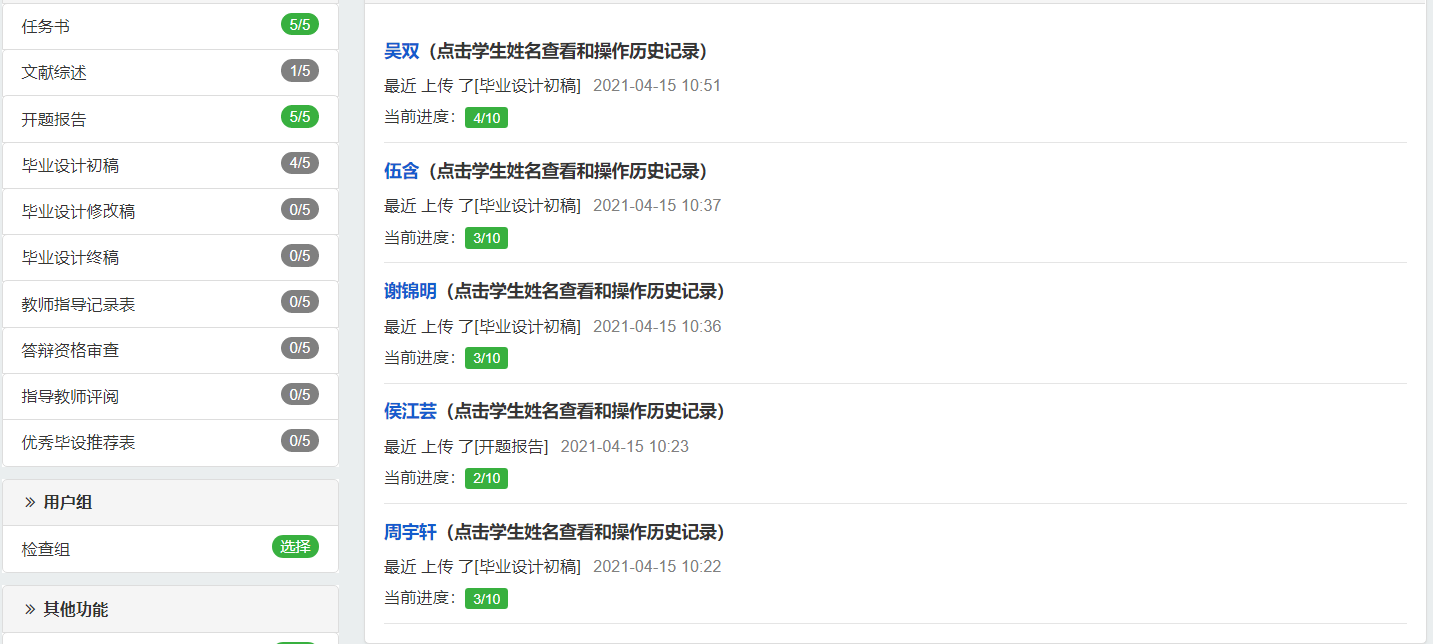 任务书 5/5
文献综述 1/5
开题报告 5/5
毕业设计初稿 4/5
毕业设计修改稿 0/5
毕业设计终稿 0/5
教师指导记录表 0/5
答辩资格审查 0/5
指导教师评阅 0/5
优秀毕设推荐表 0/5
» 用户组
检查组 选择
» 其他功能
吴双（点击学生姓名查看和操作历史记录）
最近 上传 了[毕业设计初稿] 2021-04-15 10:51
当前进度： 4/10
伍含（点击学生姓名查看和操作历史记录）
最近 上传 了[毕业设计初稿] 2021-04-15 10:37
当前进度： 3/10
谢锦明（点击学生姓名查看和操作历史记录）
最近 上传 了[毕业设计初稿] 2021-04-15 10:36
当前进度： 3/10
侯江芸（点击学生姓名查看和操作历史记录）
最近 上传 了[开题报告] 2021-04-15 10:23
当前进度： 2/10
周宇轩（点击学生姓名查看和操作历史记录）
最近 上传 了[毕业设计初稿] 2021-04-15 10:22
当前进度： 3/10